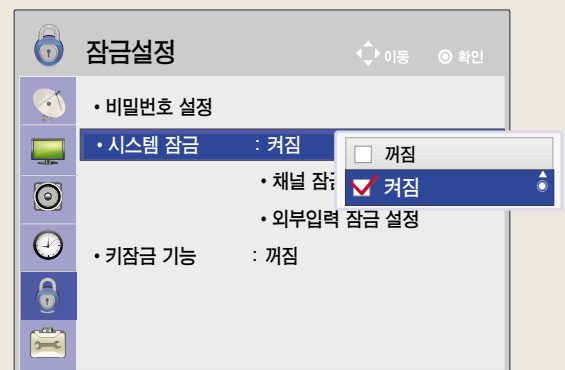 잠금설정 이동 확인
• 비밀번호 설정
• 시스템 잠금 : 켜짐
꺼짐
켜짐
• 채널 잠금
• 외부입력 잠금 설정
• 키잠금 기능 : 꺼짐